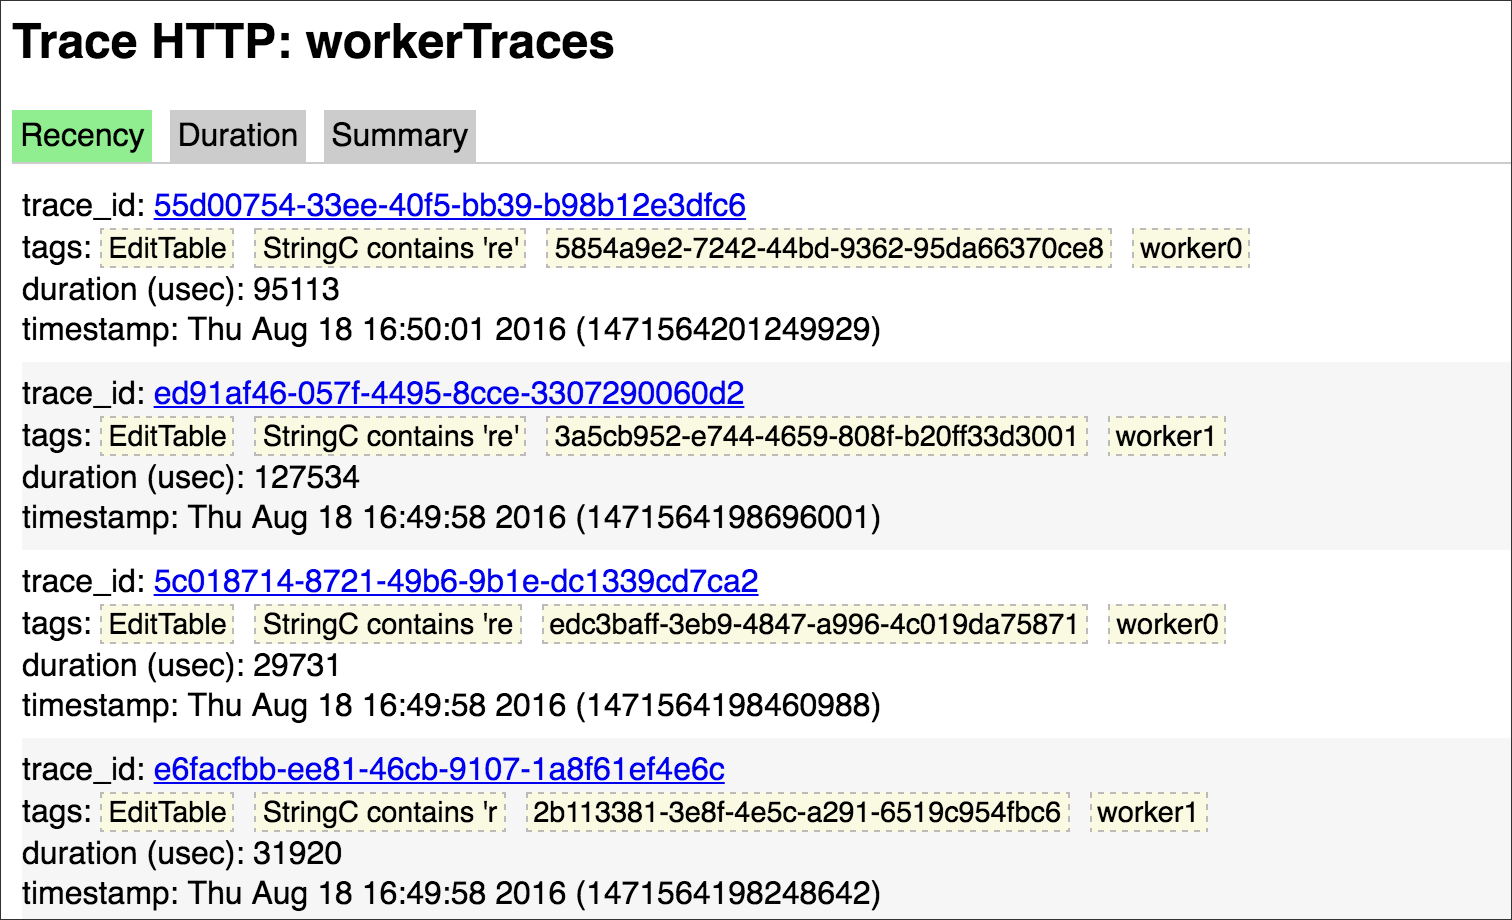 Trace HTTP: workerTraces
Recency Duration Summary
trace_id: 55d00754-33ee-40f5-bb39-b98b12e3dfc6
tags: EditTable StringC contains 're' 5854a9e2-7242-44bd-9362-95da66370ce8 worker0
duration (usec): 95113
timestamp: Thu Aug 18 16:50:01 2016 (1471564201249929)
trace_id: ed91af46-057f-4495-8cce-3307290060d2
tags: EditTable StringC contains 're' 3a5cb952-e744-4659-808f-b20ff33d3001 worker1
duration (usec): 127534
timestamp: Thu Aug 18 16:49:58 2016 (1471564198696001)
trace_id: 5c018714-8721-49b6-9b1e-dc1339cd7ca2
tags: EditTable StringC contains 're edc3baff-3eb9-4847-a996-4c019da75871 worker0
duration (usec): 29731
timestamp: Thu Aug 18 16:49:58 2016 (1471564198460988)
trace_id: e6facfbb-ee81-46cb-9107-1a8f61ef4e6c
tags: EditTable StringC contains 'r 2b113381-3e8f-4e5c-a291-6519c954fbc6 worker1
duration (usec): 31920
timestamp: Thu Aug 18 16:49:58 2016 (1471564198248642)